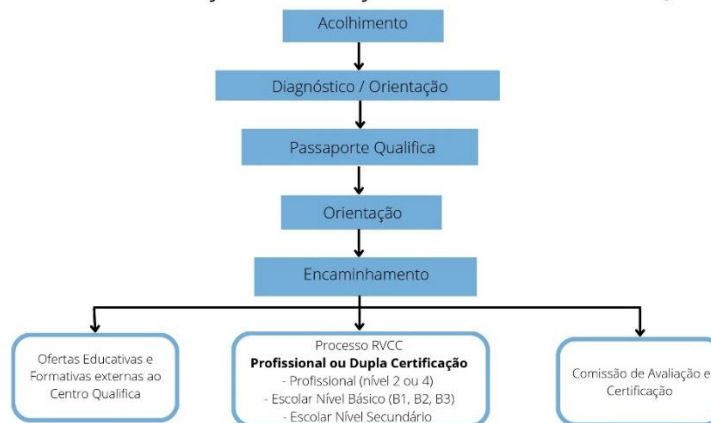 Acolhimento
Diagnóstico / Orientação
Passaporte Qualifica
Orientação
Encaminhamento
Ofertas Educativas e
Formativas externas ao
Centro Qualifica
Processo RVCC
Profissional ou Dupla Certificação
- Profissional (nível 2 ou 4)
- Escolar Nível Básico (B1, B2, B3)
- Escolar Nível Secundário
Comissão de Avaliação e
Certificação